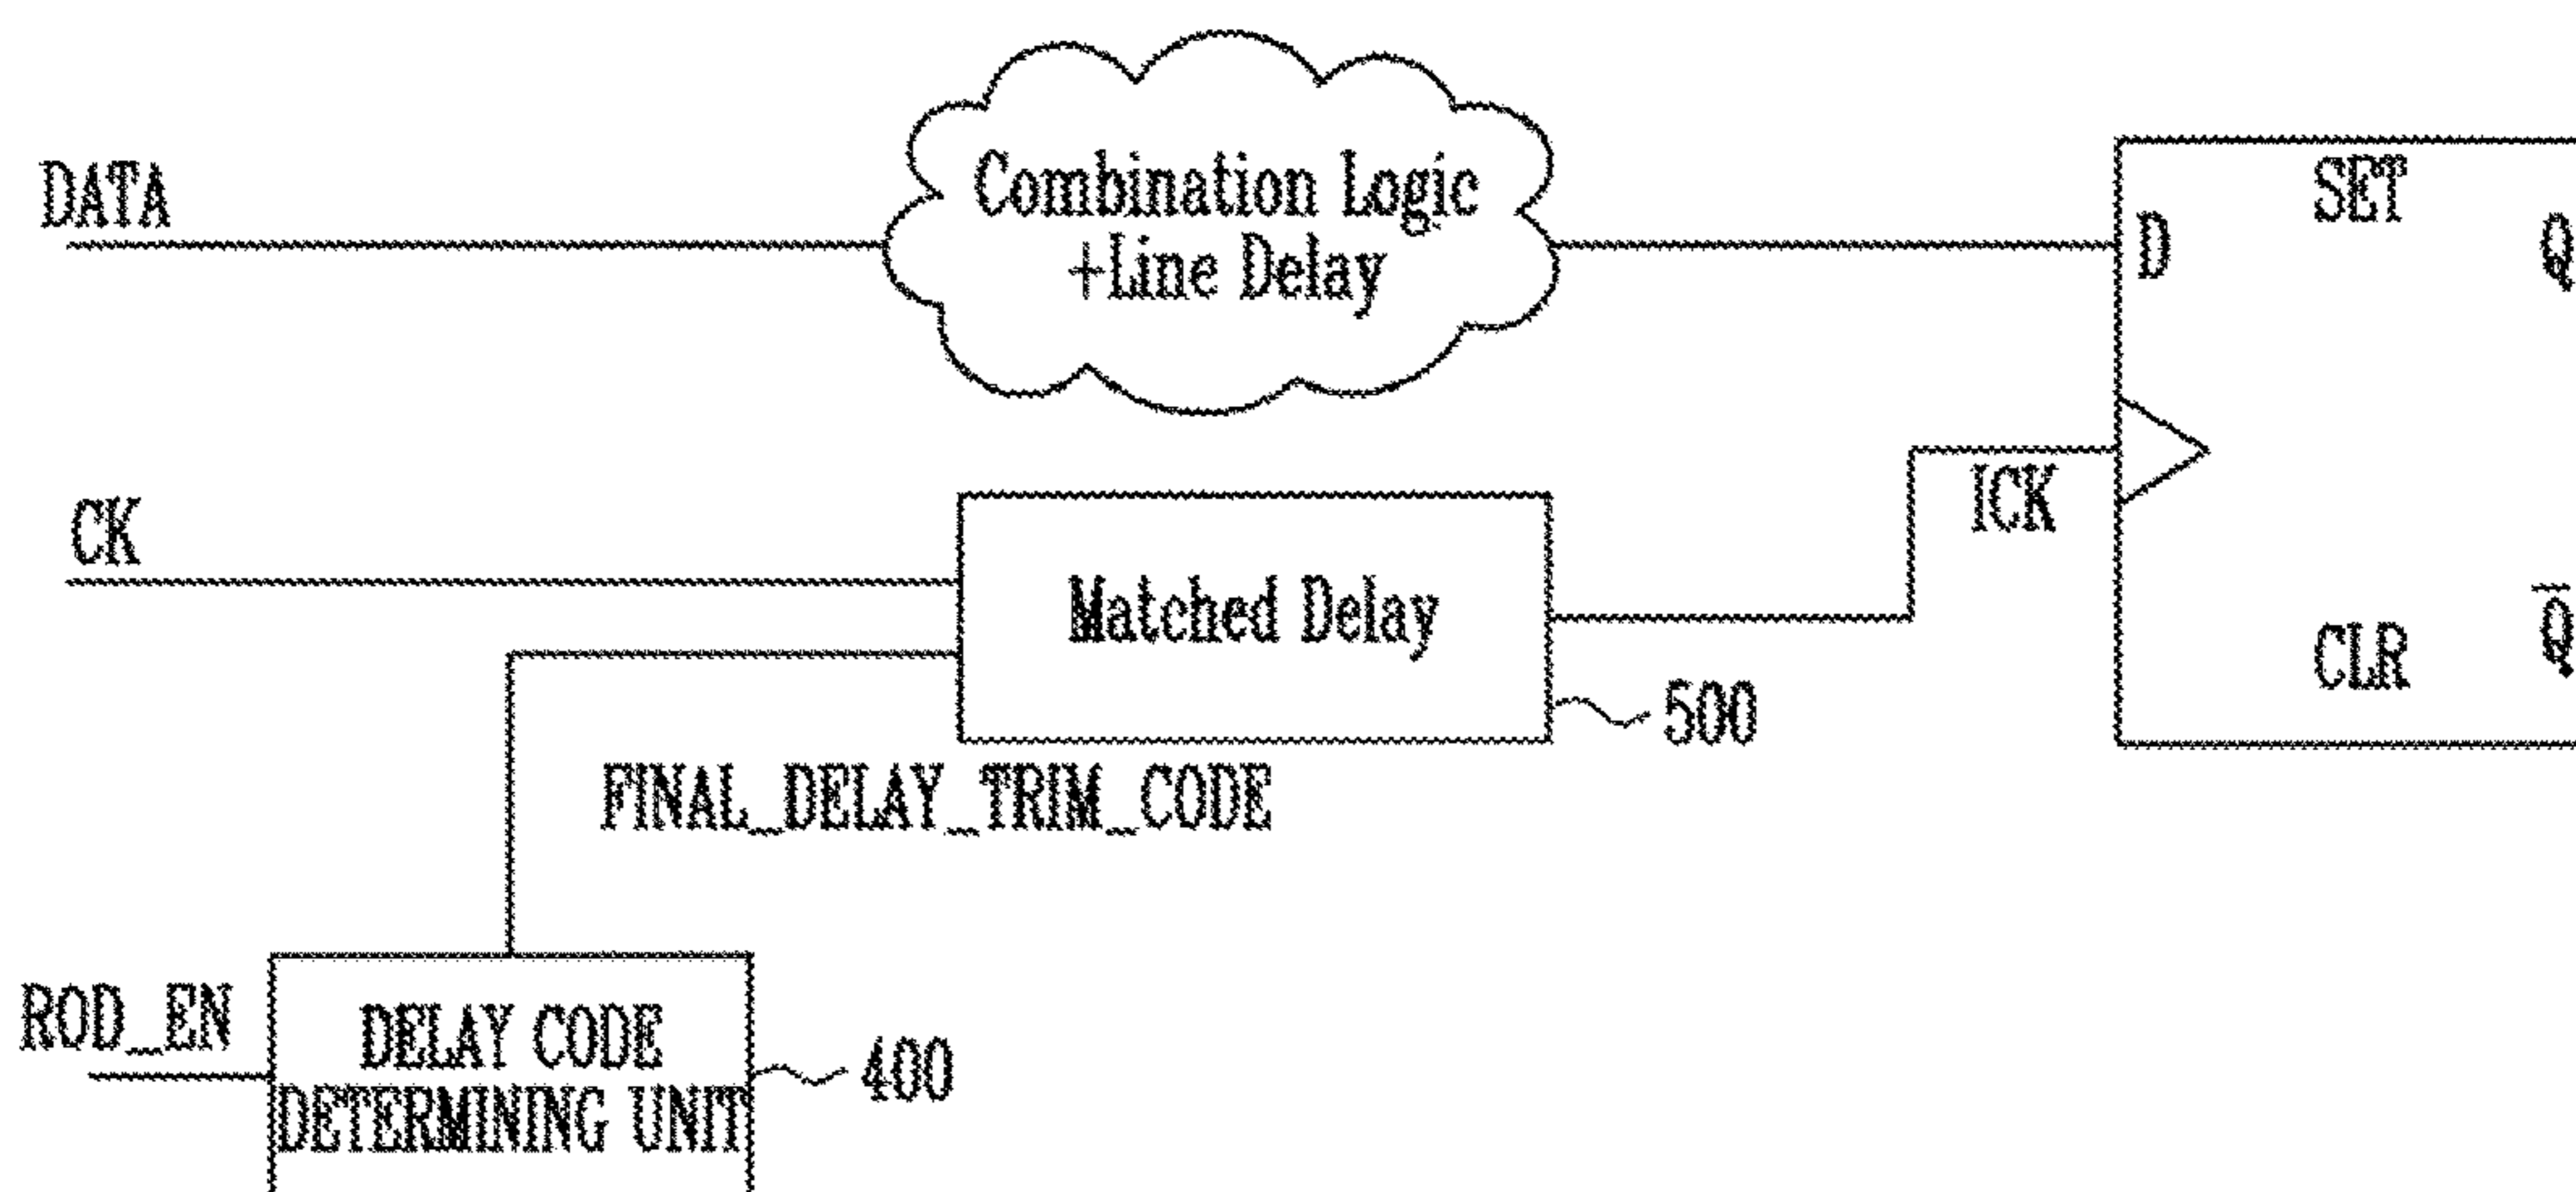 DATA
Combination Logic
+Line Delay
SET
D
Q
CK
ICK
Matched Delay
Q̅
CLR
500
FINAL_DELAY_TRIM_CODE
ROD_EN
DELAY CODE
DETERMINING UNIT
400